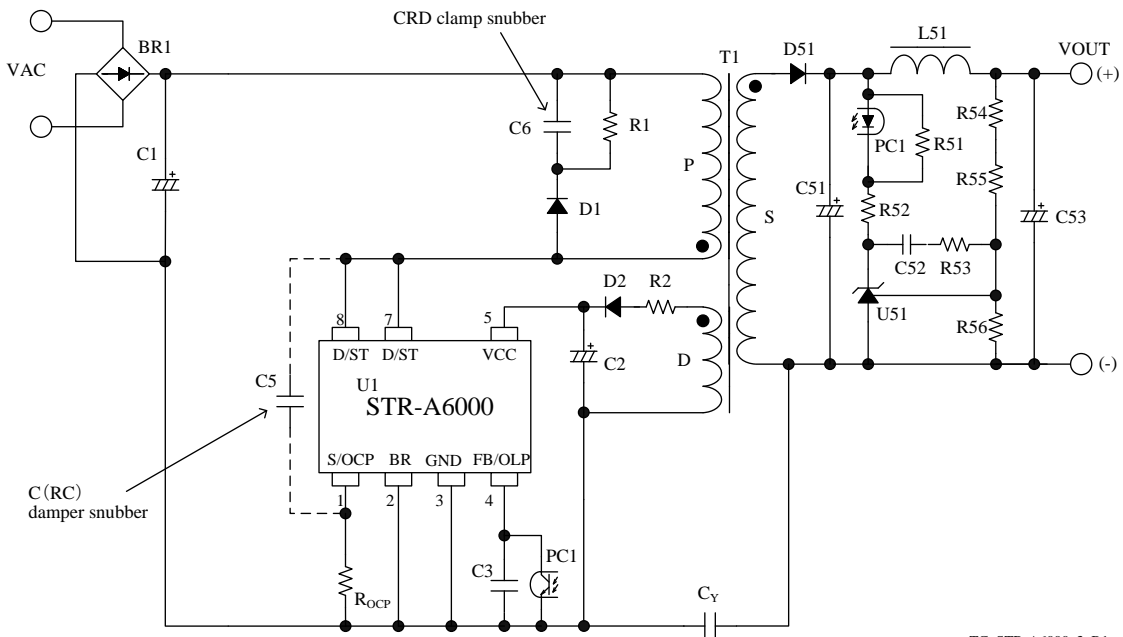 CRD clamp snubber
L51
BR1
T1
D51
VOUT
VAC
(+)
C6
R1
PC1
R51
R54
C1
P
R55
C51
S
R52
C53
D1
C52
R53
D2
R2
U51
R56
8
7
5
D/ST
D/ST
VCC
C2
D
(-)
C5
U1
STR-A6000
S/OCP
BR
GND
FB/OLP
C(RC)
damper snubber
1
2
3
4
C3
PC1
ROCP
CY